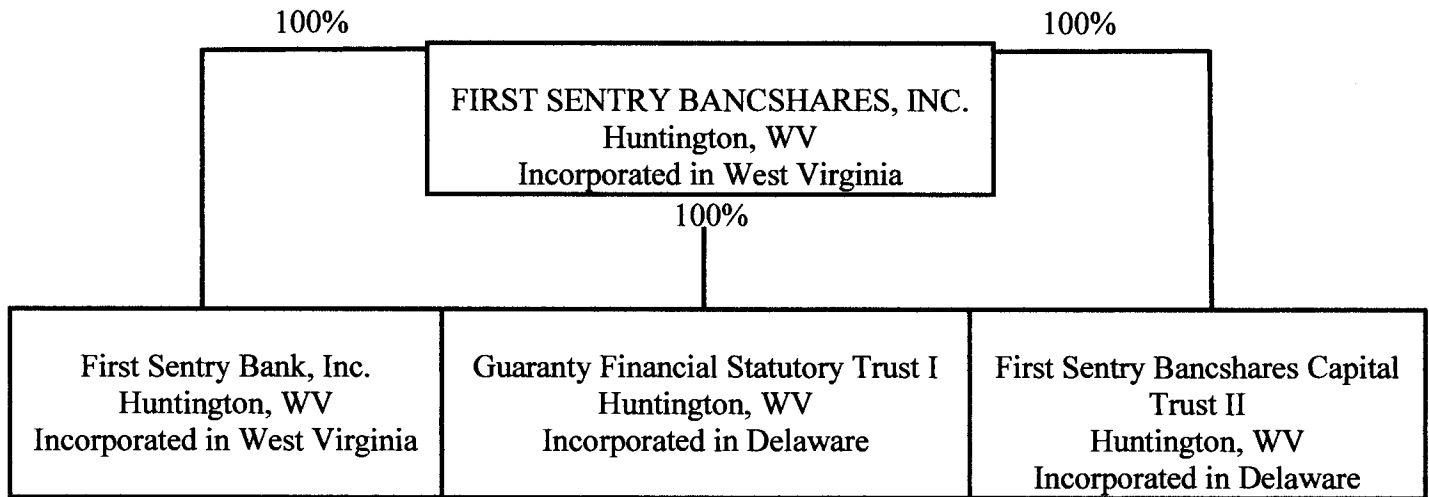 100%
100%
FIRST SENTRY BANCSHARES, INC.
Huntington, WV
Incorporated in West Virginia
100%
First Sentry Bank, Inc.
Huntington, WV
Incorporated in West Virginia
Guaranty Financial Statutory Trust I
Huntington, WV
Incorporated in Delaware
First Sentry Bancshares Capital
Trust II
Huntington, WV
Incorporated in Delaware